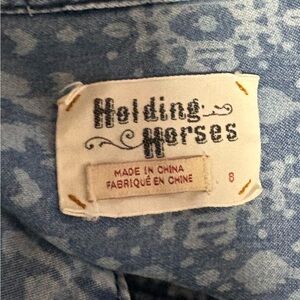 Holding
Horses
MADE IN CHINA
FABRIQUÉ EN CHINE
8